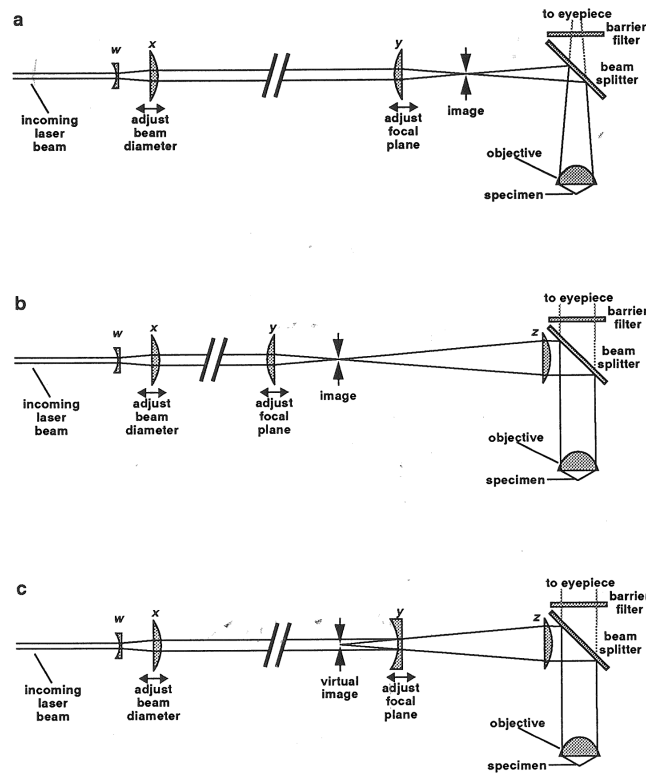 a
to eyepiece
barrier
filter
w
x
y
beam
splitter
incoming
laser
beam
adjust
beam
diameter
adjust
focal
plane
image
objective
specimen
b
to eyepiece
barrier
filter
w
x
y
z
beam
splitter
incoming
laser
beam
adjust
beam
diameter
adjust
focal
plane
image
objective
specimen
c
to eyepiece
barrier
filter
w
x
y
z
beam
splitter
incoming
laser
beam
adjust
beam
diameter
virtual
image
adjust
focal
plane
objective
specimen